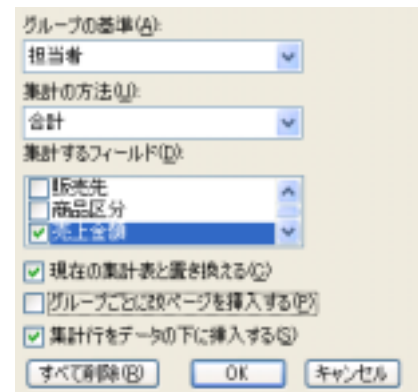 グループの基準(A):
担当者
集計の方法(U):
合計
集計するフィールド(D):
販売先
商品区分
売上金額
現在の集計表と置き換える(C)
グループごとに改ページを挿入する(P)
集計行をデータの下に挿入する(S)
すべて削除(R) OK キャンセル